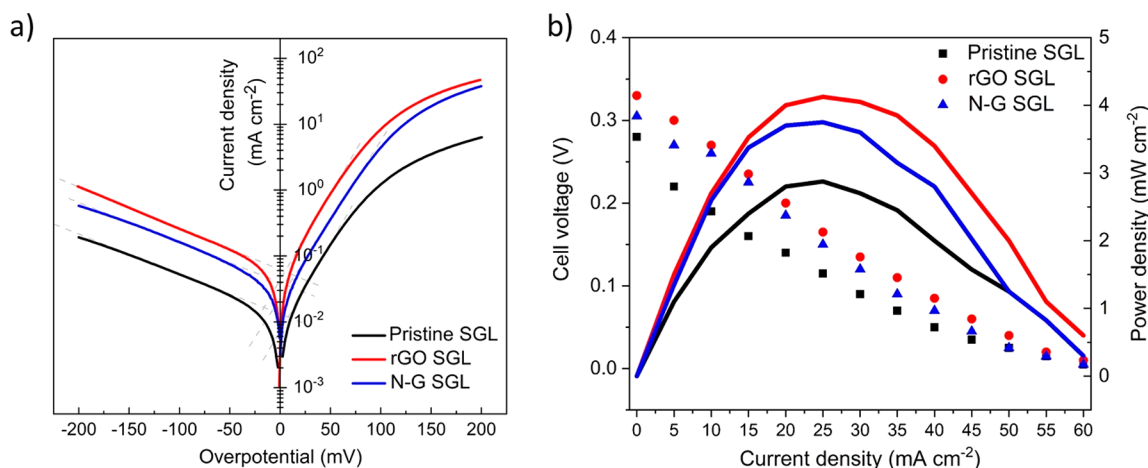 a)
Current density
(mA cm-2)
10²
10¹
10⁰
10⁻¹
10⁻²
10⁻³
Pristine SGL
rGO SGL
N-G SGL
-200 -150 -100 -50 0 50 100 150 200
Overpotential (mV)
b)
Cell voltage (V)
0.4
0.3
0.2
0.1
0.0
Pristine SGL
rGO SGL
N-G SGL
5
4
3
2
1
0
Power density (mW cm⁻²)
0 5 10 15 20 25 30 35 40 45 50 55 60
Current density (mA cm⁻²)